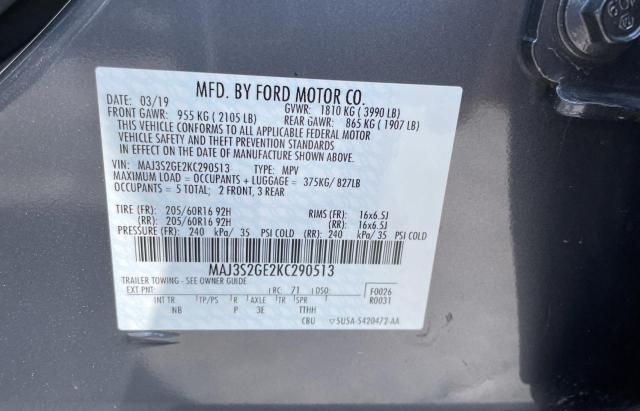 MFD. BY FORD MOTOR CO.
DATE: 03/19 GVWR: 1810 KG ( 3990 LB)
FRONT GAWR: 955 KG ( 2105 LB) REAR GAWR: 865 KG ( 1907 LB)
THIS VEHICLE CONFORMS TO ALL APPLICABLE FEDERAL MOTOR
VEHICLE SAFETY AND THEFT PREVENTION STANDARDS
IN EFFECT ON THE DATE OF MANUFACTURE SHOWN ABOVE.
VIN: MAJ3S2GE2KC290513 TYPE: MPV
MAXIMUM LOAD = OCCUPANTS + LUGGAGE = 375KG/ 827LB
OCCUPANTS = 5 TOTAL; 2 FRONT, 3 REAR
TIRE (FR): 205/60R16 92H RIMS (FR): 16x6.5J
(RR): 205/60R16 92H (RR): 16x6.5J
PRESSURE (FR): 240 kPa/ 35 PSI COLD (RR): 240 kPa/ 35 PSI COLD
MAJ3S2GE2KC290513
TRAILER TOWING - SEE OWNER GUIDE
EXT PNT: RC: 71 DSO: F0026
INT TR TP/PS R AXLE TR SPR R0031
NB P 3E TTHH
CBU SU5A-5420472-AA